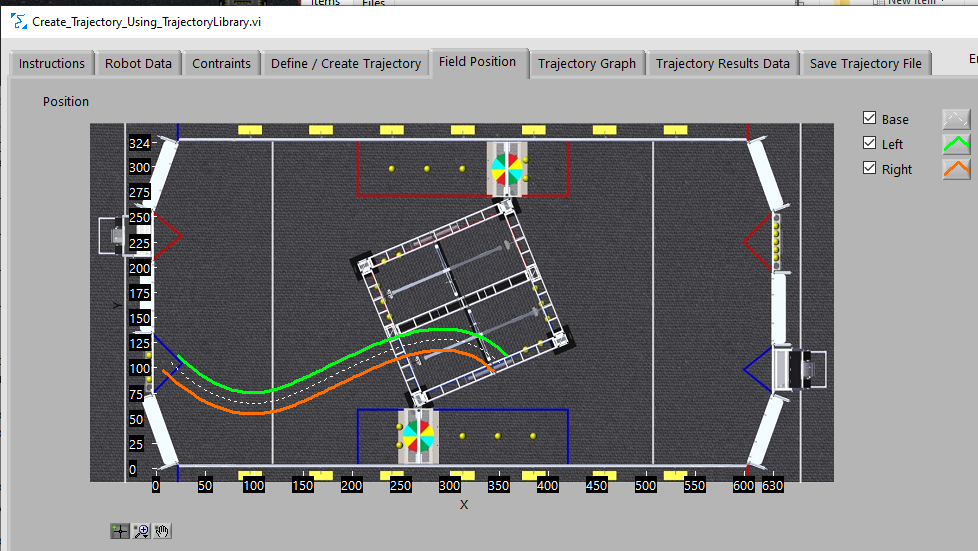 Items
Files
New Item
Create_Trajectory_Using_TrajectoryLibrary.vi
Instructions
Robot Data
Contraints
Define / Create Trajectory
Field Position
Trajectory Graph
Trajectory Results Data
Save Trajectory File
Position
Base
Left
Right
324
300
275
250
225
200
175
150
125
100
75
50
25
0
Y
0 50 100 150 200 250 300 350 400 450 500 550 600 630
X